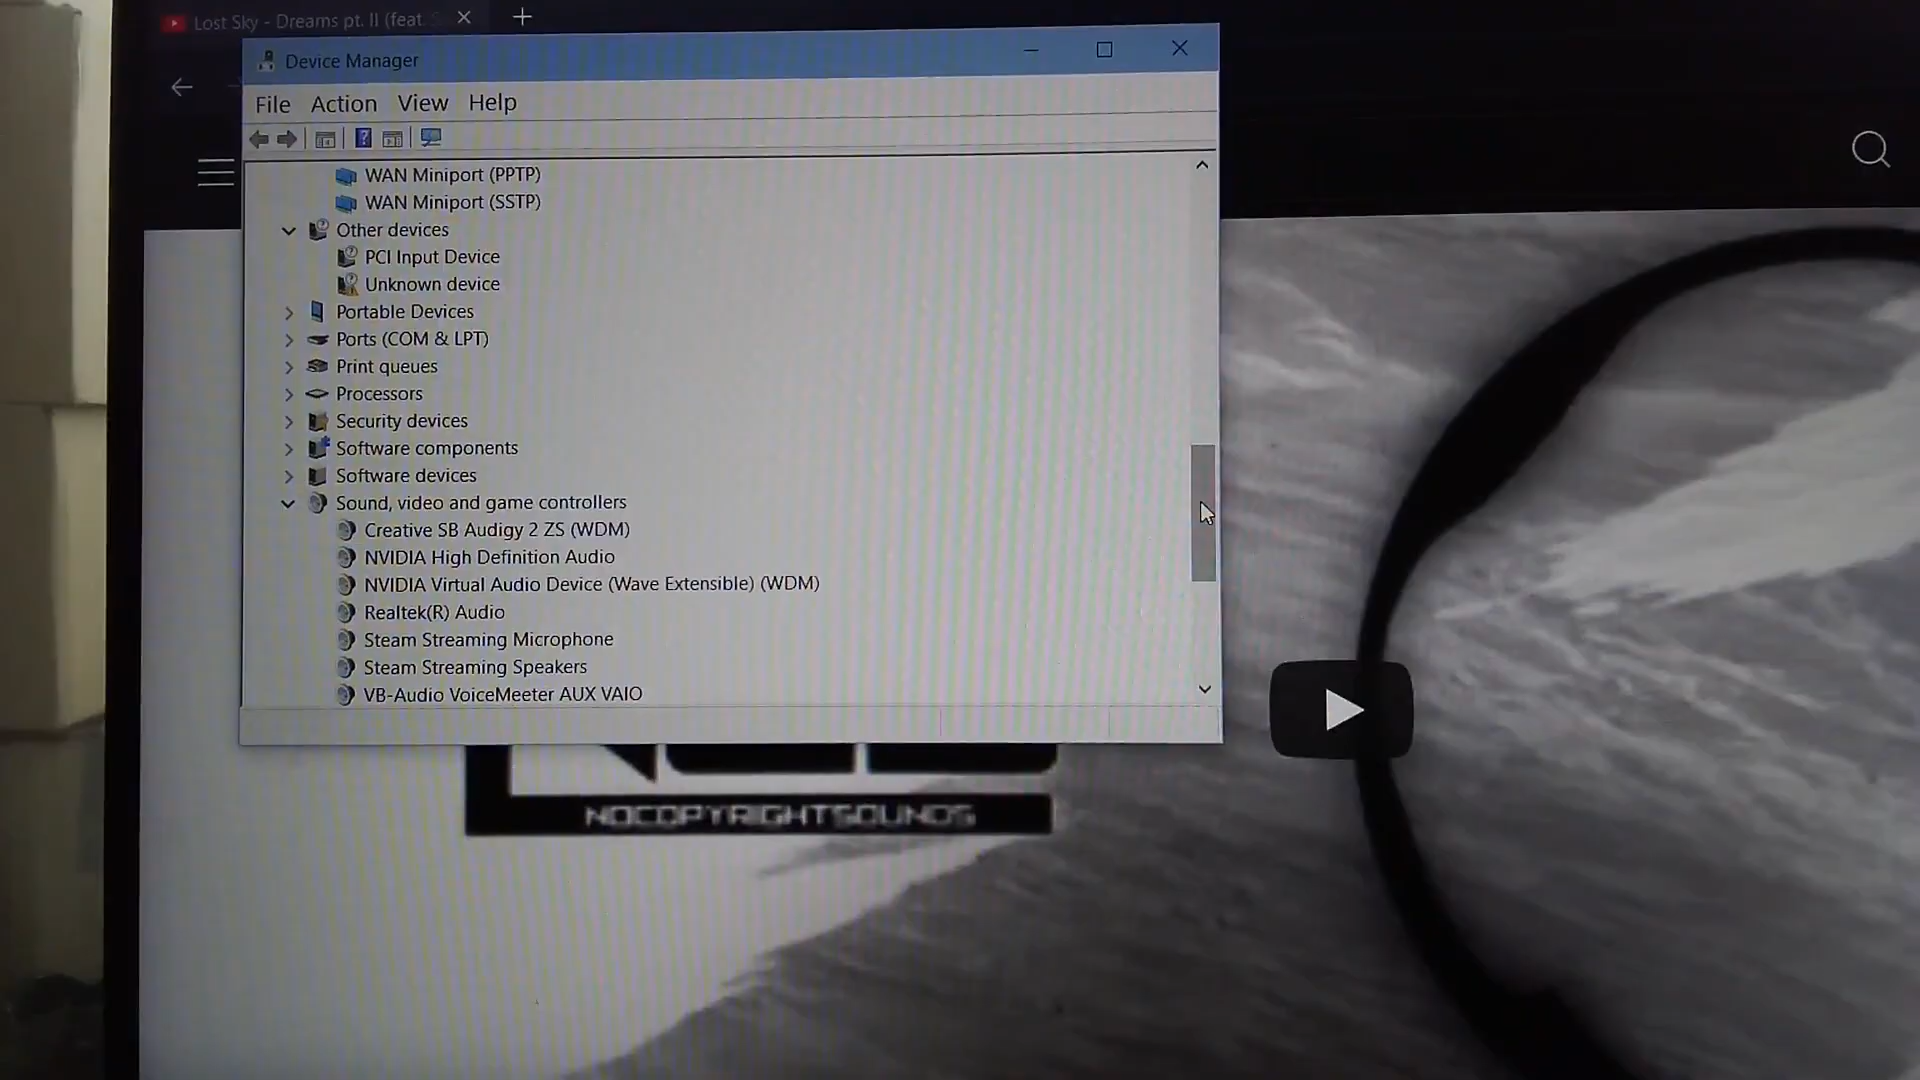 Lost Sky - Dreams pt. II (feat.
Device Manager
File Action View Help
WAN Miniport (PPTP)
WAN Miniport (SSTP)
Other devices
PCI Input Device
Unknown device
Portable Devices
Ports (COM & LPT)
Print queues
Processors
Security devices
Software components
Software devices
Sound, video and game controllers
Creative SB Audigy 2 ZS (WDM)
NVIDIA High Definition Audio
NVIDIA Virtual Audio Device (Wave Extensible) (WDM)
Realtek(R) Audio
Steam Streaming Microphone
Steam Streaming Speakers
VB-Audio VoiceMeeter AUX VAIO
NOCOPYRIGHTSOUNDS